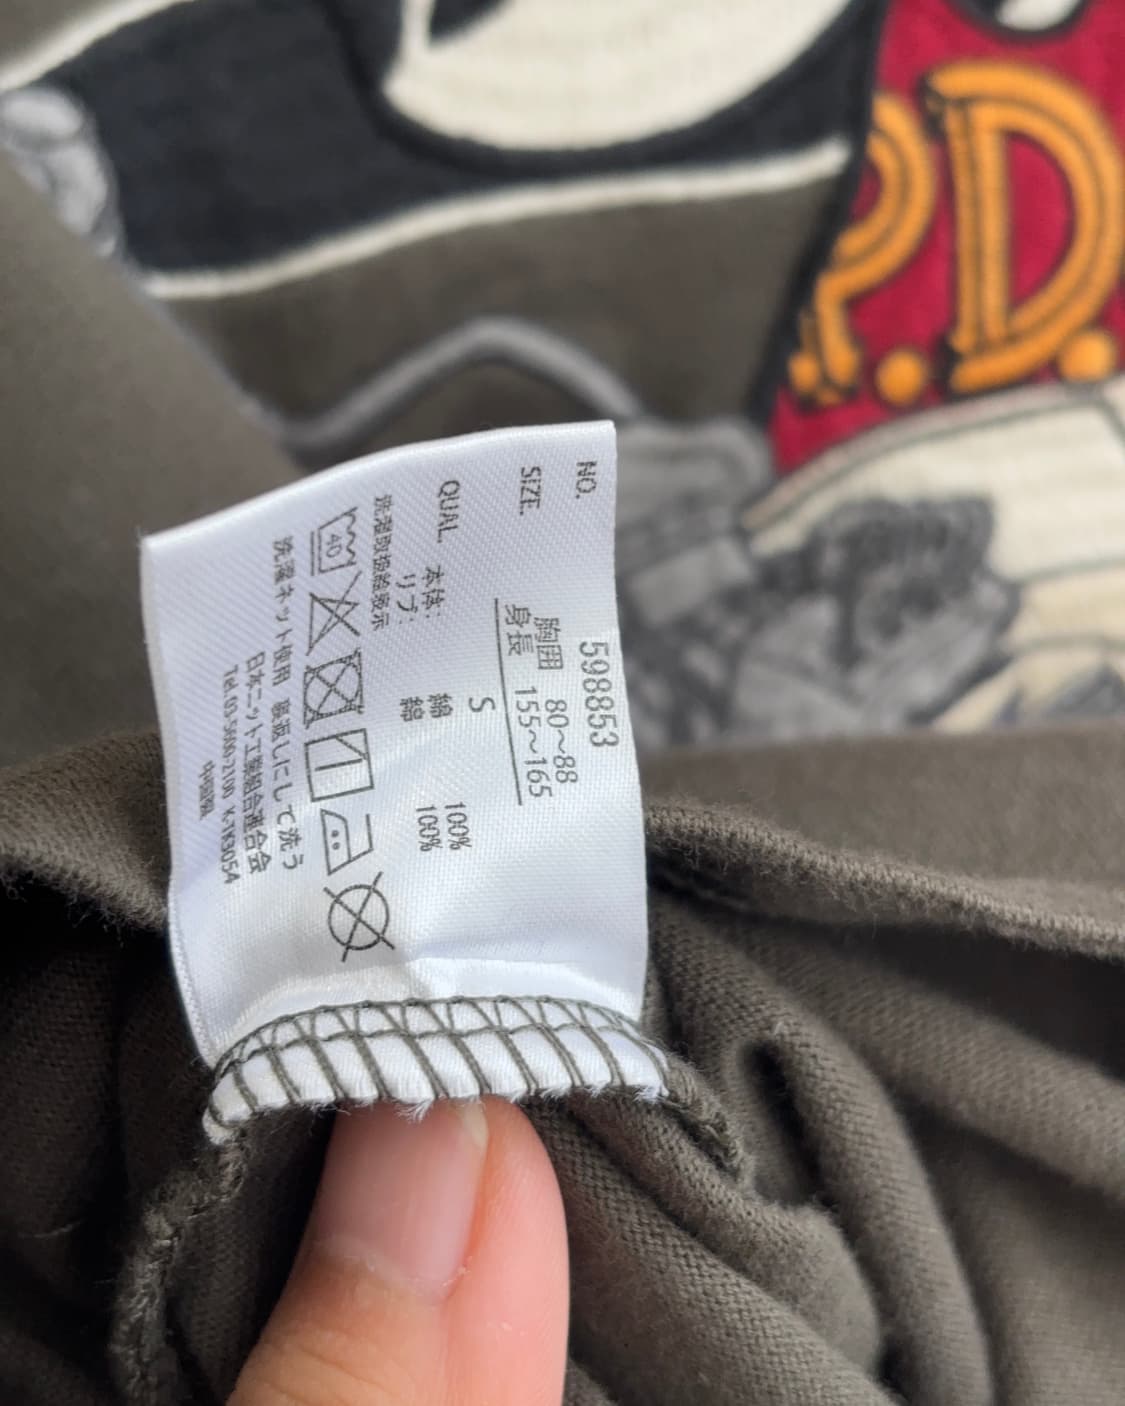 P.D.
NO. 598853
SIZE. 胸囲 80~88
身長 155~165
S
QUAL. 本体: 綿 100%
リブ: 綿 100%
洗濯取扱絵表示
40
洗濯ネット使用 裏返しにして洗う
日本ニット工業組合連合会
Tel.03-5600-2100 K-T63054
中国製